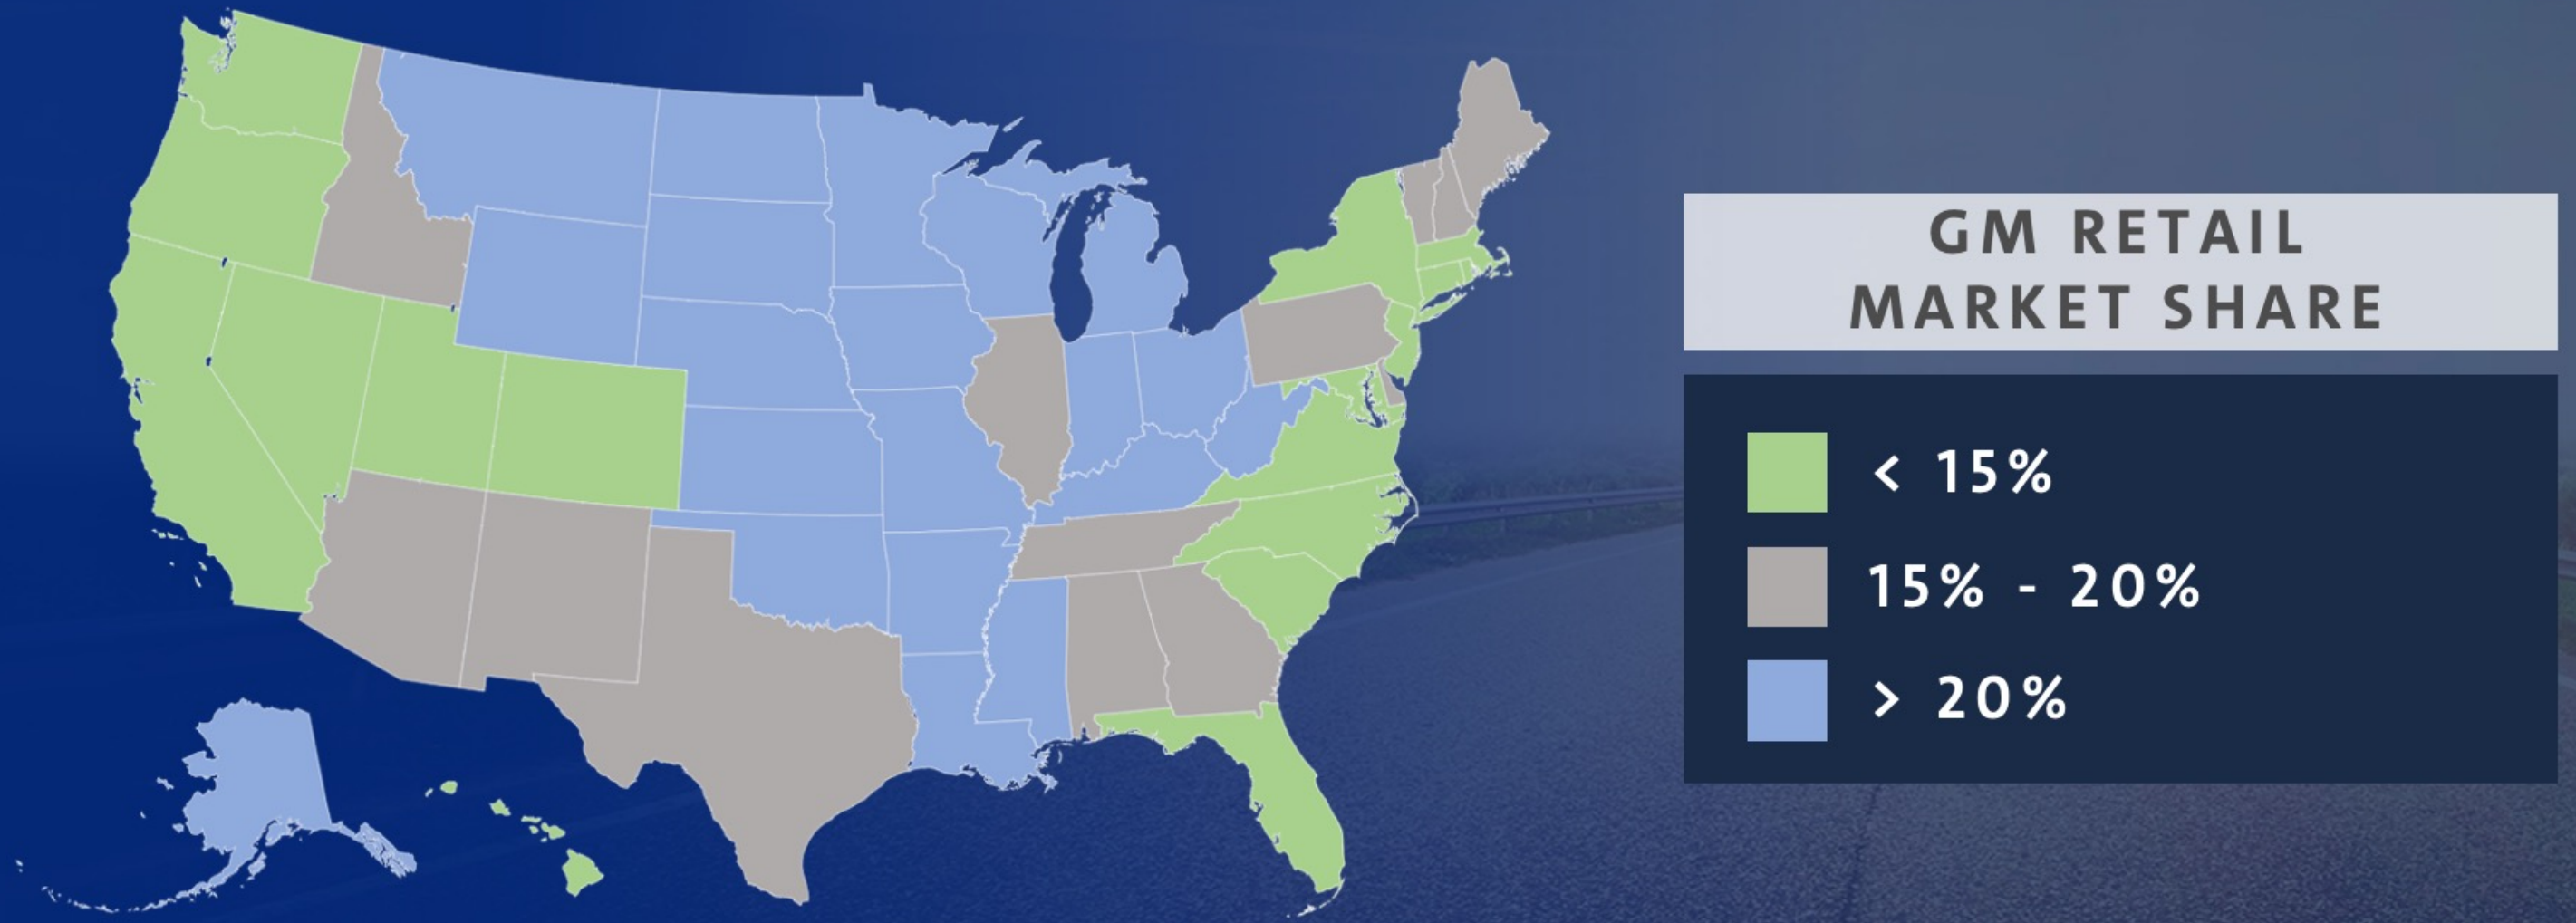 GM RETAIL
MARKET SHARE
< 15%
15% - 20%
> 20%